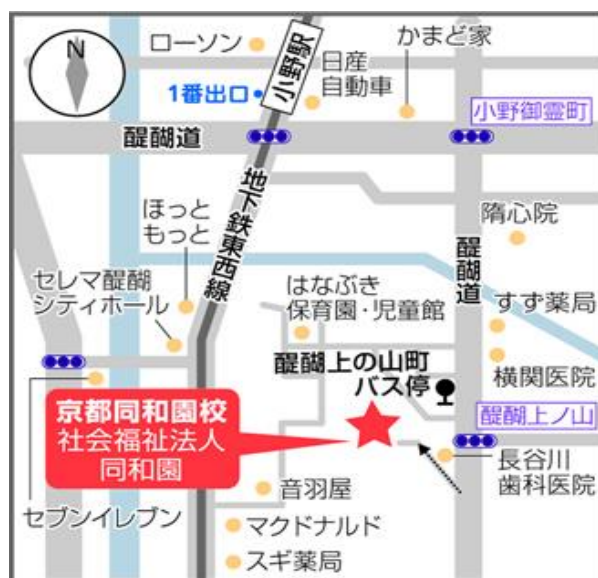 N
ローソン
1番出口
小野駅
日産
自動車
かまど家
小野御霊町
醍醐道
地下鉄東西線
ほっと
もっと
セレマ醍醐
シティホール
はなぶき
保育園・児童館
醍醐道
隋心院
すず薬局
横関医院
醍醐上の山町
バス停
醍醐上ノ山
京都同和園校
社会福祉法人
同和園
長谷川
歯科医院
セブンイレブン
音羽屋
マクドナルド
スギ薬局